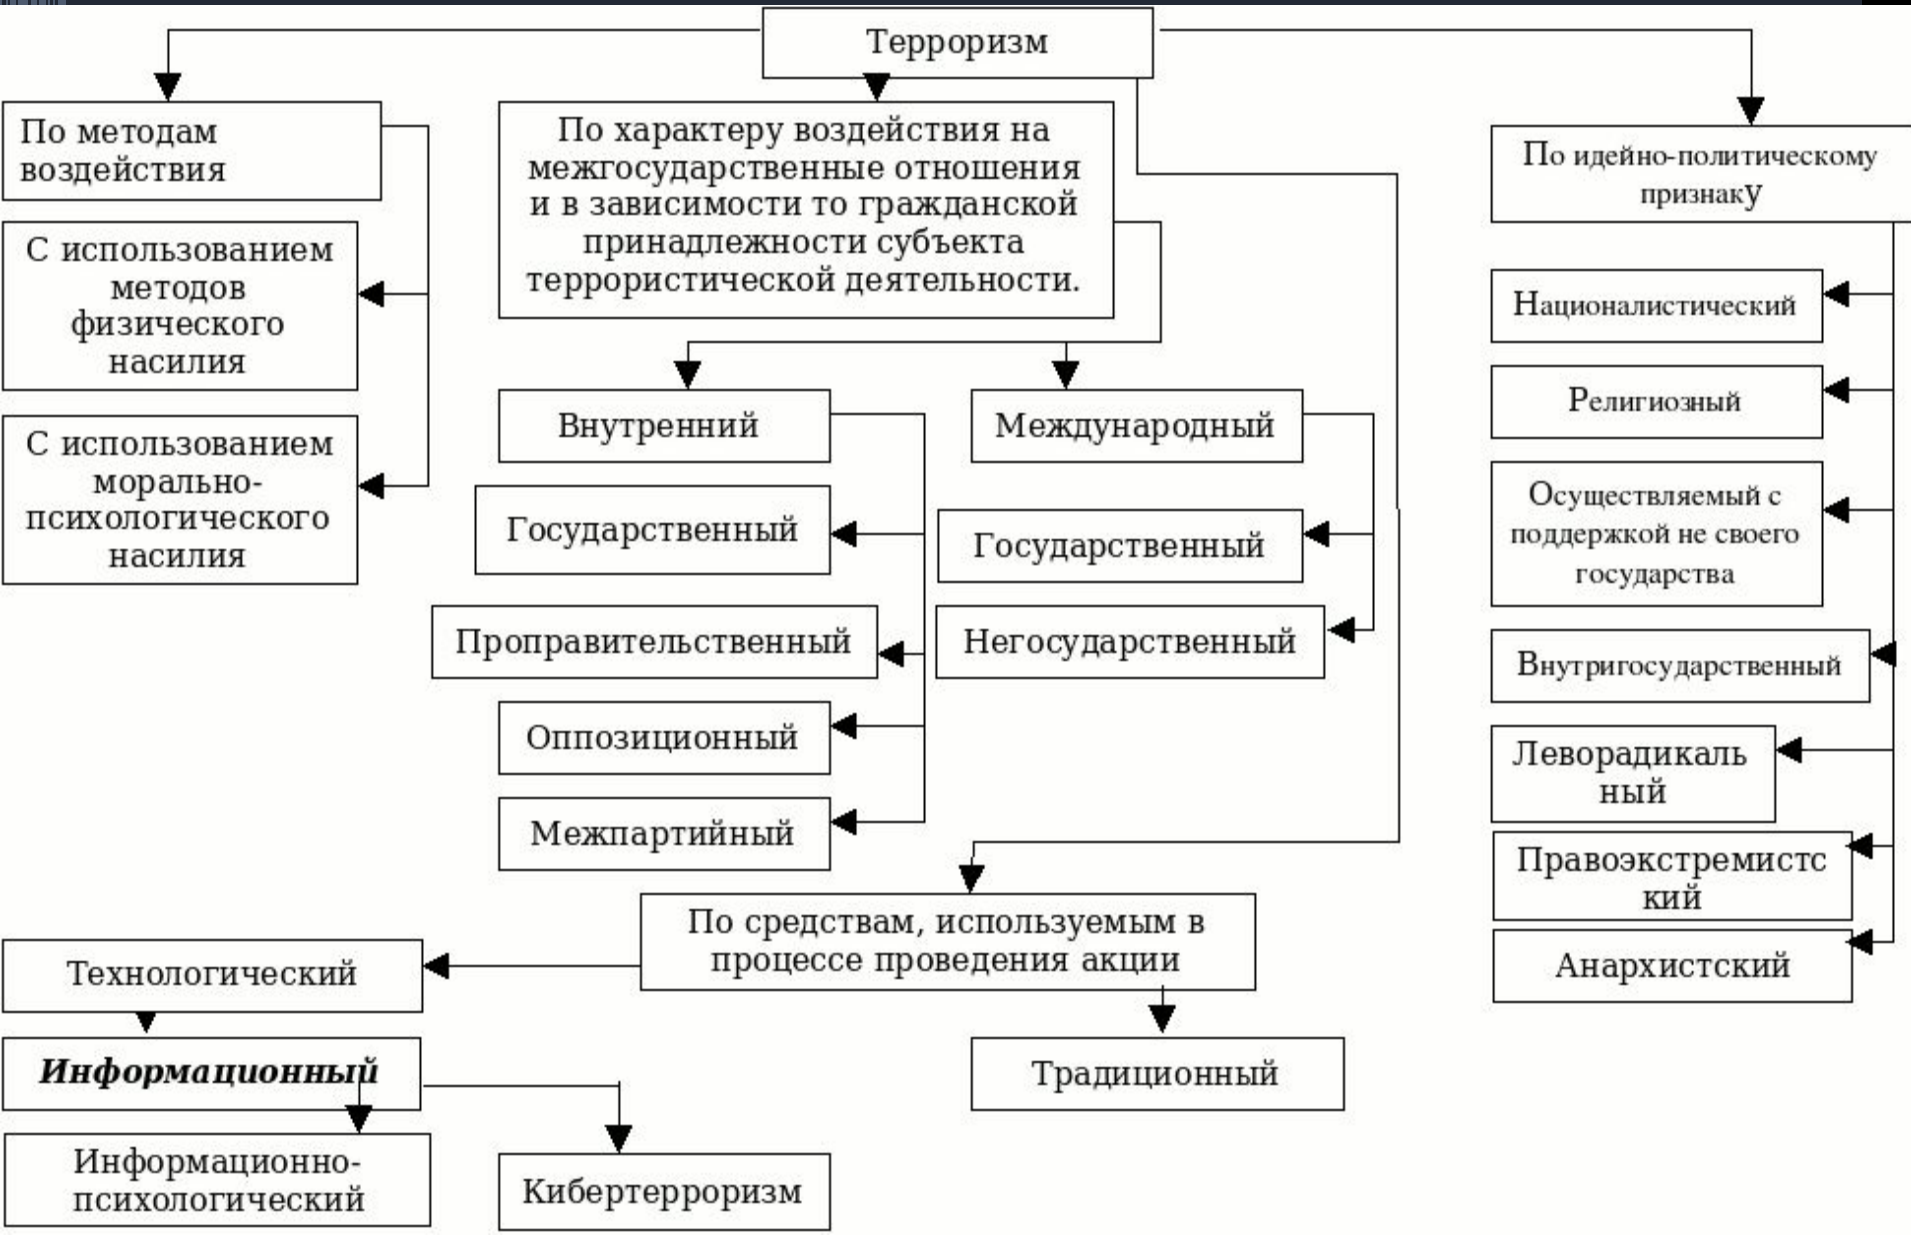 Терроризм
По методам
воздействия
С использованием
методов
физического
насилия
С использованием
морально-
психологического
насилия
По характеру воздействия на
межгосударственные отношения
и в зависимости то гражданской
принадлежности субъекта
террористической деятельности.
Внутренний
Государственный
Проправительственный
Оппозиционный
Межпартийный
Международный
Государственный
Негосударственный
По идейно-политическому
признаку
Националистический
Религиозный
Осуществляемый с
поддержкой не своего
государства
Внутригосударственный
Леворадикаль
ный
Правоэкстремистс
кий
Анархистский
По средствам, используемым в
процессе проведения акции
Технологический
Традиционный
Информационный
Информационно-
психологический
Кибертерроризм